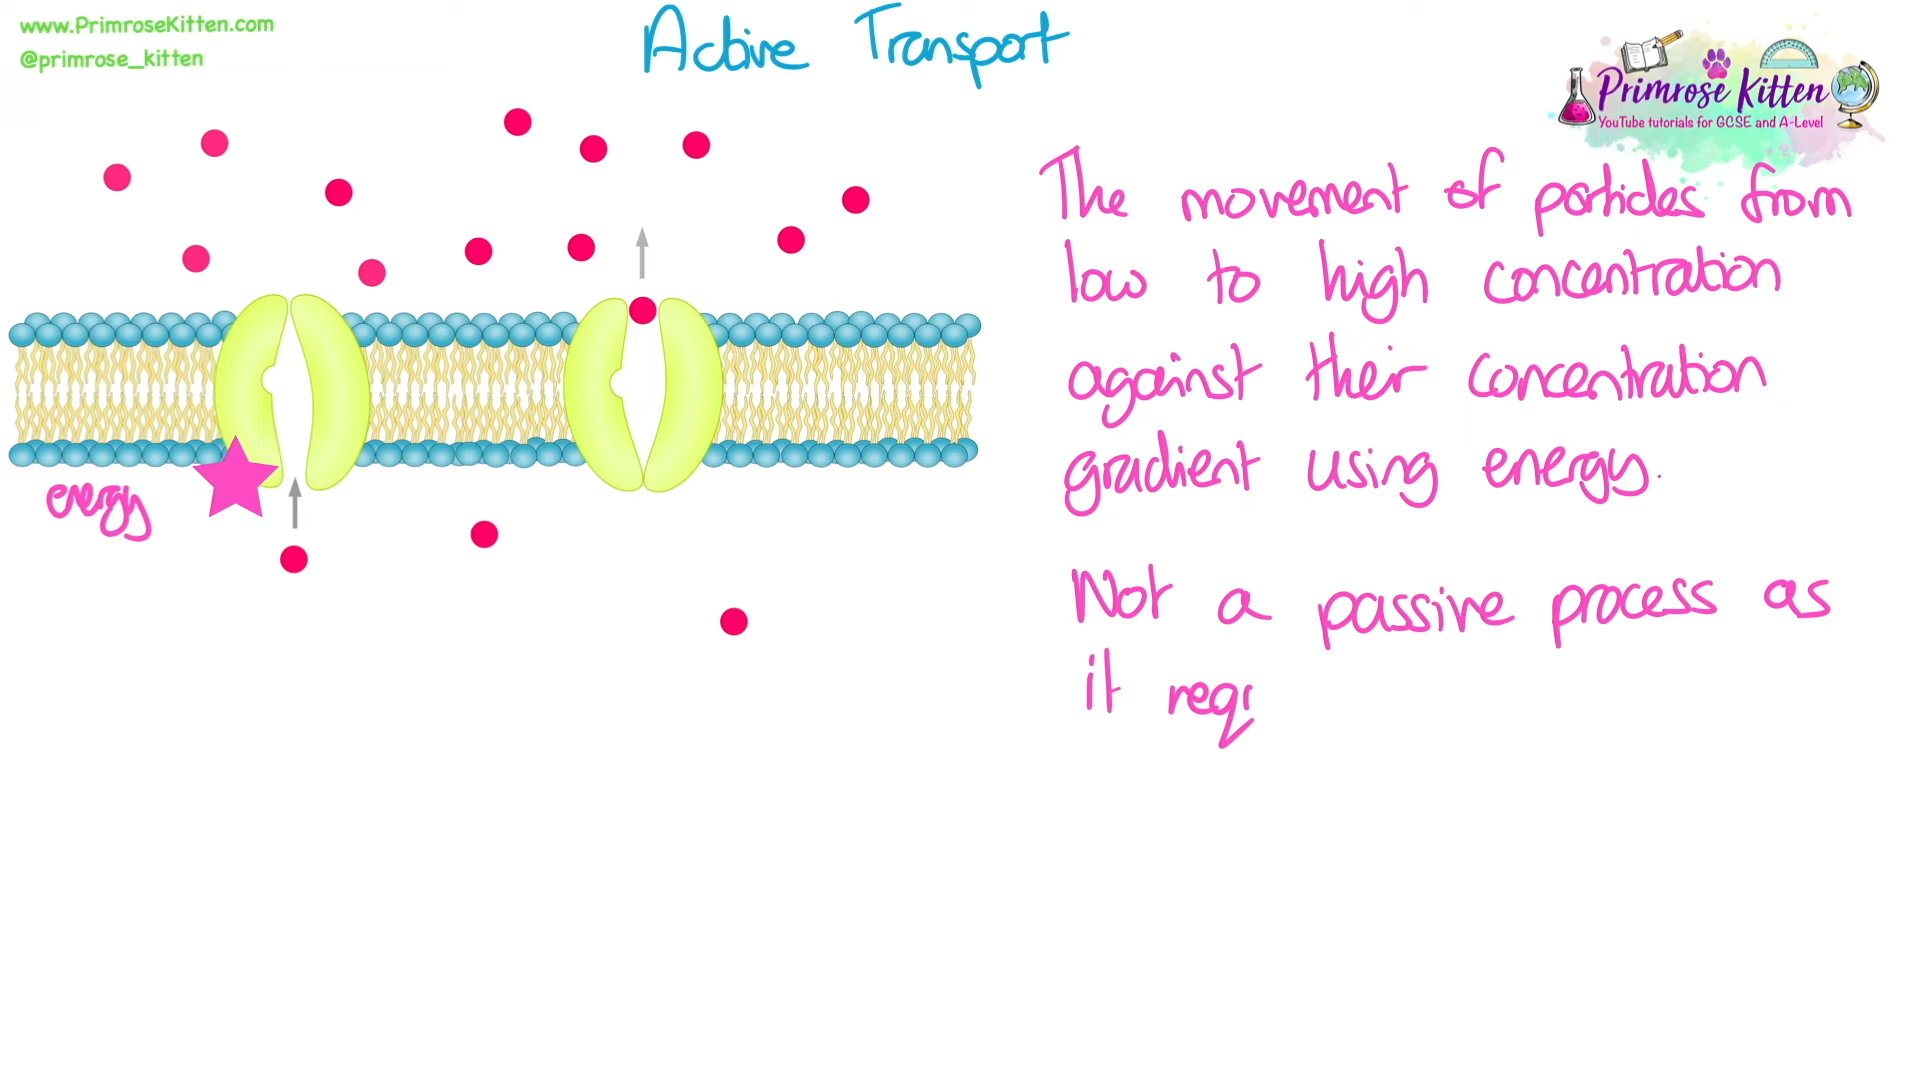 www.PrimroseKitten.com
@primrose_kitten
Active Transport
Primrose Kitten
YouTube tutorials for GCSE and A-Level
The movement of particles from
low to high concentration
against their concentration
gradient using energy.
Not a passive process as
it requ
energy